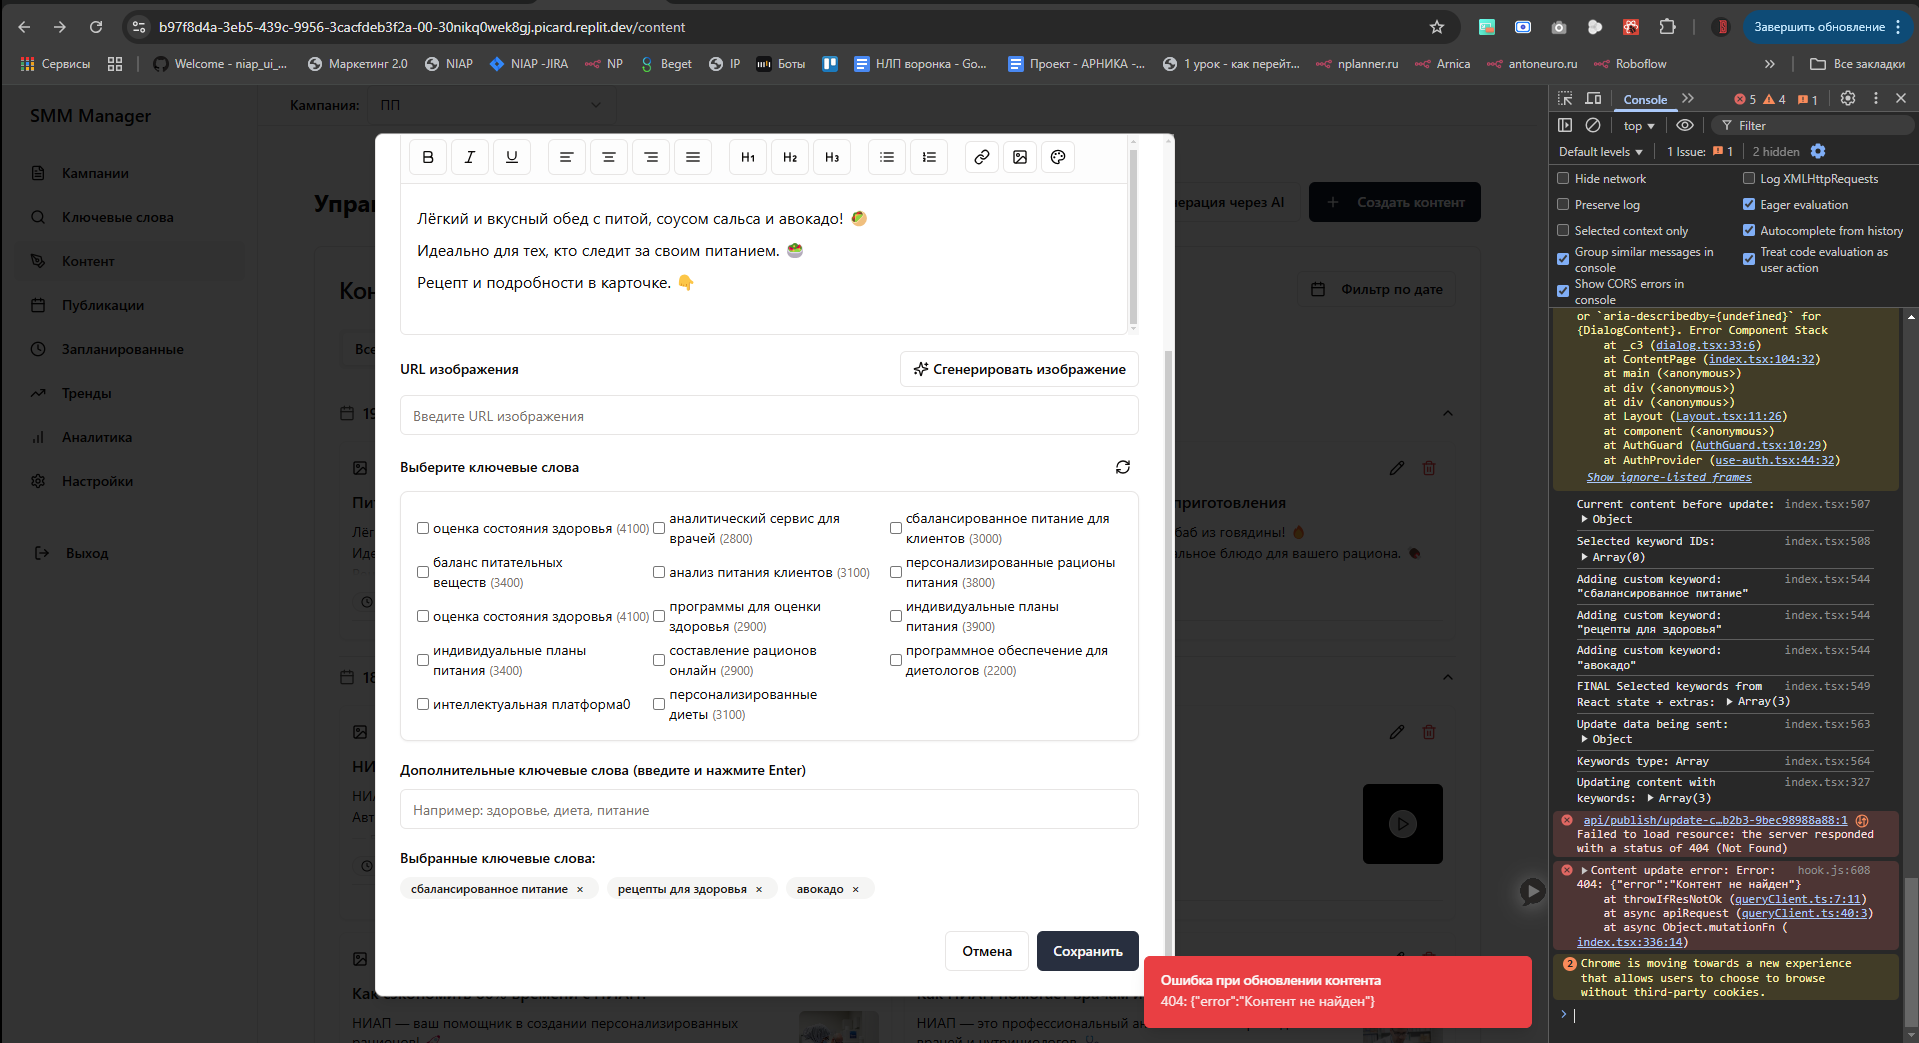 b97f8d4a-3eb5-439c-9956-3cacfdeb3f2a-00-30nikq0wek8gj.picard.replit.dev/content
Завершить обновление
Сервисы
Welcome - niap_ui_...
Маркетинг 2.0
NIAP
NIAP -JIRA
NP
Beget
IP
Боты
НЛП воронка - Go...
Проект - АРНИКА -...
1 урок - как перейт...
nplanner.ru
Arnica
antoneuro.ru
Roboflow
Все закладки
SMM Manager
Кампании
Ключевые слова
Контент
Публикации
Запланированные
Тренды
Аналитика
Настройки
Выход
Кампания:
ПП
Создать контент
Фильтр по дате
Все
B
I
U
H1
H2
H3
Лёгкий и вкусный обед с питой, соусом сальса и авокадо! 🥙
Идеально для тех, кто следит за своим питанием. 🥗
Рецепт и подробности в карточке. 👇
URL изображения
Сгенерировать изображение
Введите URL изображения
Выберите ключевые слова
оценка состояния здоровья (4100)
аналитический сервис для врачей (2800)
сбалансированное питание для клиентов (3000)
баланс питательных веществ (3400)
анализ питания клиентов (3100)
персонализированные рационы питания (3800)
оценка состояния здоровья (4100)
программы для оценки здоровья (2900)
индивидуальные планы питания (3900)
индивидуальные планы питания (3400)
составление рационов онлайн (2900)
программное обеспечение для диетологов (2200)
интеллектуальная платформа0
персонализированные диеты (3100)
Дополнительные ключевые слова (введите и нажмите Enter)
Например: здоровье, диета, питание
Выбранные ключевые слова:
сбалансированное питание ×
рецепты для здоровья ×
авокадо ×
Отмена
Сохранить
приготовления
баб из говядины! 🔥
альное блюдо для вашего рациона.
НИАП — ваш помощник в создании персонализированных
НИАП — это профессиональный
Ошибка при обновлении контента
404: {"error":"Контент не найден"}
Console
5
4
1
top
Filter
Default levels
1 Issue: 1
2 hidden
Hide network
Log XMLHttpRequests
Preserve log
Eager evaluation
Selected context only
Autocomplete from history
Group similar messages in console
Treat code evaluation as user action
Show CORS errors in console
or `aria-describedby={undefined}` for
{DialogContent}. Error Component Stack
at _c3 (dialog.tsx:33:6)
at ContentPage (index.tsx:104:32)
at main (<anonymous>)
at div (<anonymous>)
at div (<anonymous>)
at Layout (Layout.tsx:11:26)
at component (<anonymous>)
at AuthGuard (AuthGuard.tsx:10:29)
at AuthProvider (use-auth.tsx:44:32)
Show ignore-listed frames
Current content before update: index.tsx:507
Object
Selected keyword IDs: index.tsx:508
Array(0)
Adding custom keyword: index.tsx:544
"сбалансированное питание"
Adding custom keyword: index.tsx:544
"рецепты для здоровья"
Adding custom keyword: index.tsx:544
"авокадо"
FINAL Selected keywords from index.tsx:549
React state + extras: Array(3)
Update data being sent: index.tsx:563
Object
Keywords type: Array index.tsx:564
Updating content with index.tsx:327
keywords: Array(3)
api/publish/update-c…b2b3-9bec98988a88:1
Failed to load resource: the server responded
with a status of 404 (Not Found)
Content update error: Error: hook.js:608
404: {"error":"Контент не найден"}
at throwIfResNotOk (queryClient.ts:7:11)
at async apiRequest (queryClient.ts:40:3)
at async Object.mutationFn (
index.tsx:336:14)
2 Chrome is moving towards a new experience
that allows users to choose to browse
without third-party cookies.